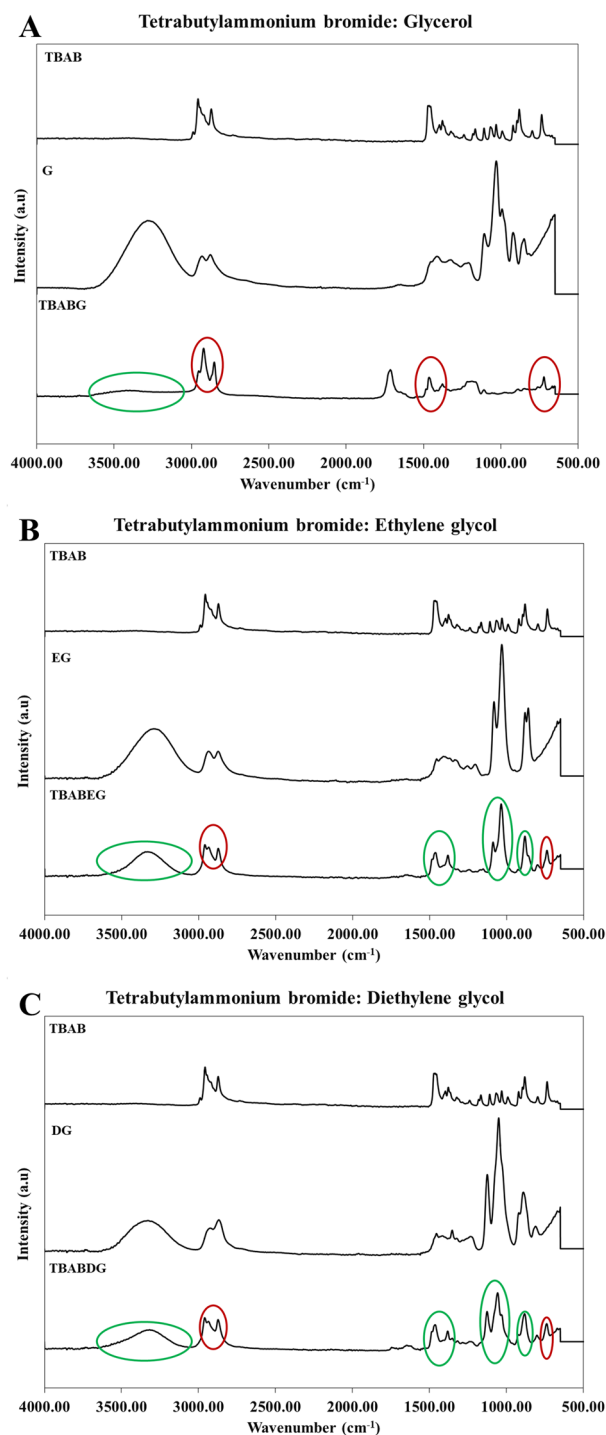 A
Tetrabutylammonium bromide: Glycerol
TBAB
G
TBABG
Intensity (a.u)
4000.00 3500.00 3000.00 2500.00 2000.00 1500.00 1000.00 500.00
Wavenumber (cm-1)
B
Tetrabutylammonium bromide: Ethylene glycol
TBAB
EG
TBABEG
Intensity (a.u)
4000.00 3500.00 3000.00 2500.00 2000.00 1500.00 1000.00 500.00
Wavenumber (cm-1)
C
Tetrabutylammonium bromide: Diethylene glycol
TBAB
DG
TBABDG
Intensity (a.u)
4000.00 3500.00 3000.00 2500.00 2000.00 1500.00 1000.00 500.00
Wavenumber (cm-1)